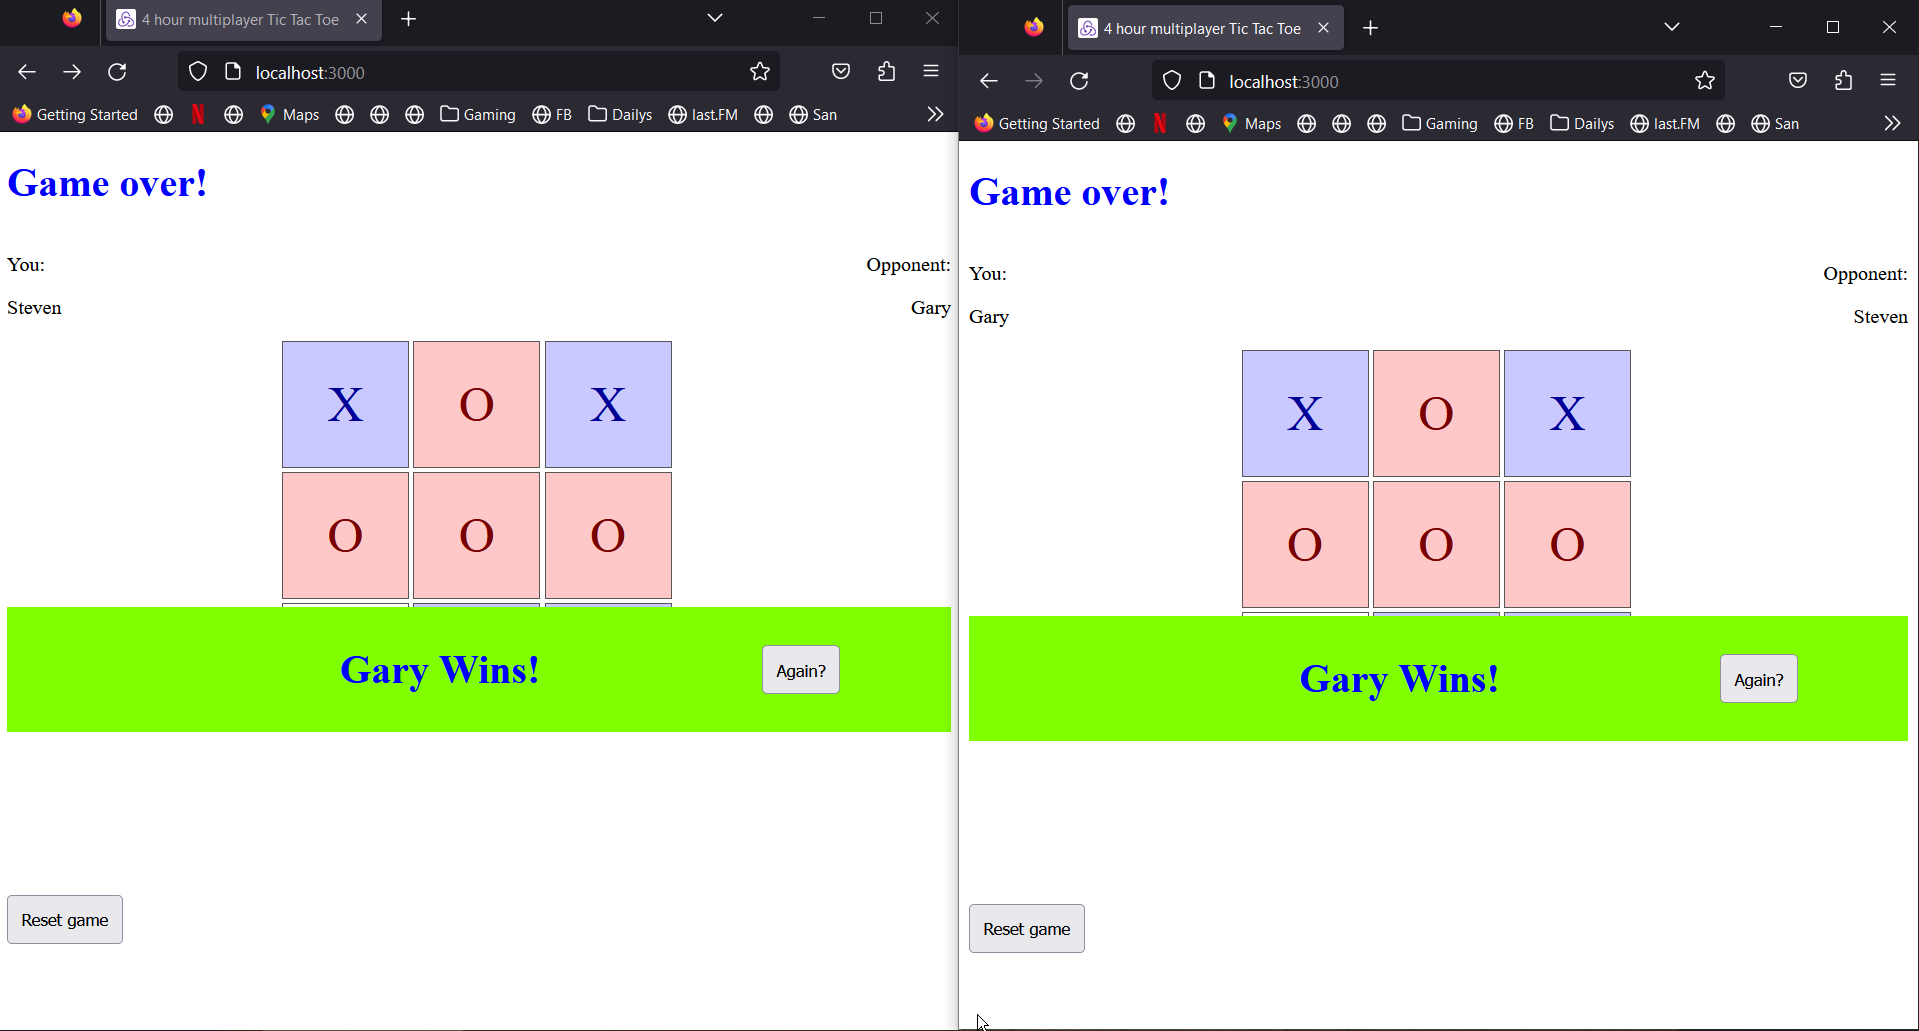 4 hour multiplayer Tic Tac Toe
localhost:3000
Getting Started Maps Gaming FB Dailys last.FM San
Game over!
You: Opponent:
Steven Gary
X O X
O O O
Gary Wins! Again?
Reset game
4 hour multiplayer Tic Tac Toe
localhost:3000
Getting Started Maps Gaming FB Dailys last.FM San
Game over!
You: Opponent:
Gary Steven
X O X
O O O
Gary Wins! Again?
Reset game